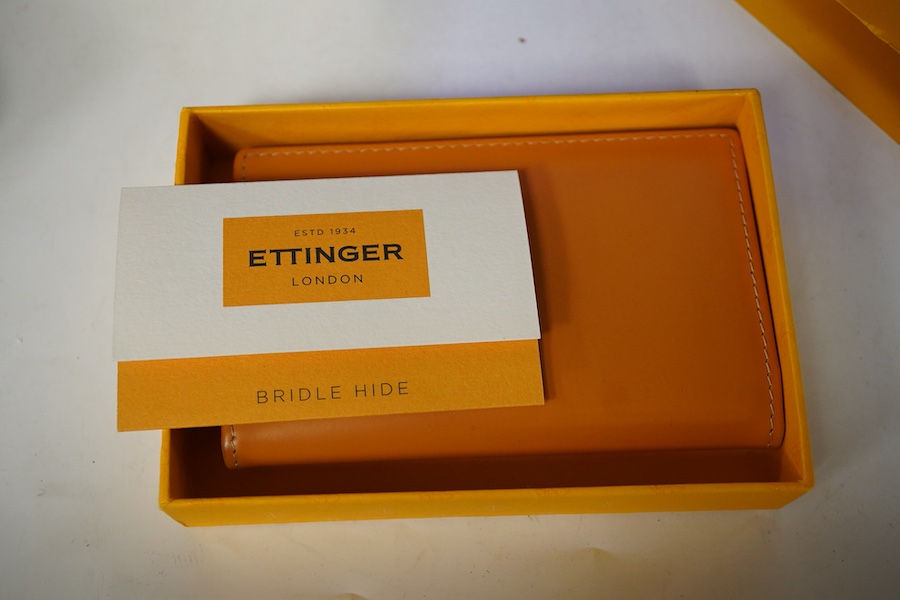 ESTD 1934
ETTINGER
LONDON
BRIDLE HIDE